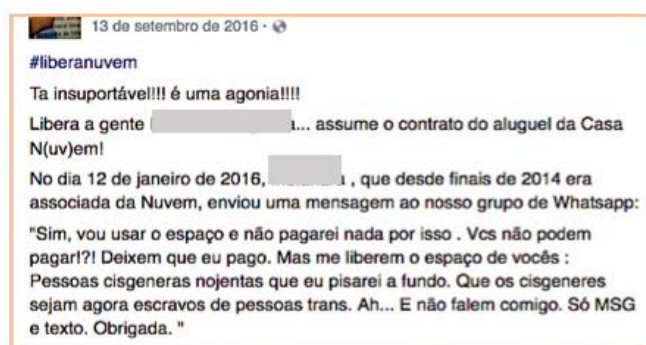 13 de setembro de 2016 ·
#liberanuvem
Ta insuportável!!! é uma agonia!!!!
Libera a gente ... assume o contrato do aluguel da Casa
N(uv)em!
No dia 12 de janeiro de 2016, , que desde finais de 2014 era
associada da Nuvem, enviou uma mensagem ao nosso grupo de Whatsapp:
"Sim, vou usar o espaço e não pagarei nada por isso . Vcs não podem
pagar!?! Deixem que eu pago. Mas me liberem o espaço de vocês :
Pessoas cisgeneras nojentas que eu pisarei a fundo. Que os cisgeneres
sejam agora escravos de pessoas trans. Ah... E não falem comigo. Só MSG
e texto. Obrigada. "